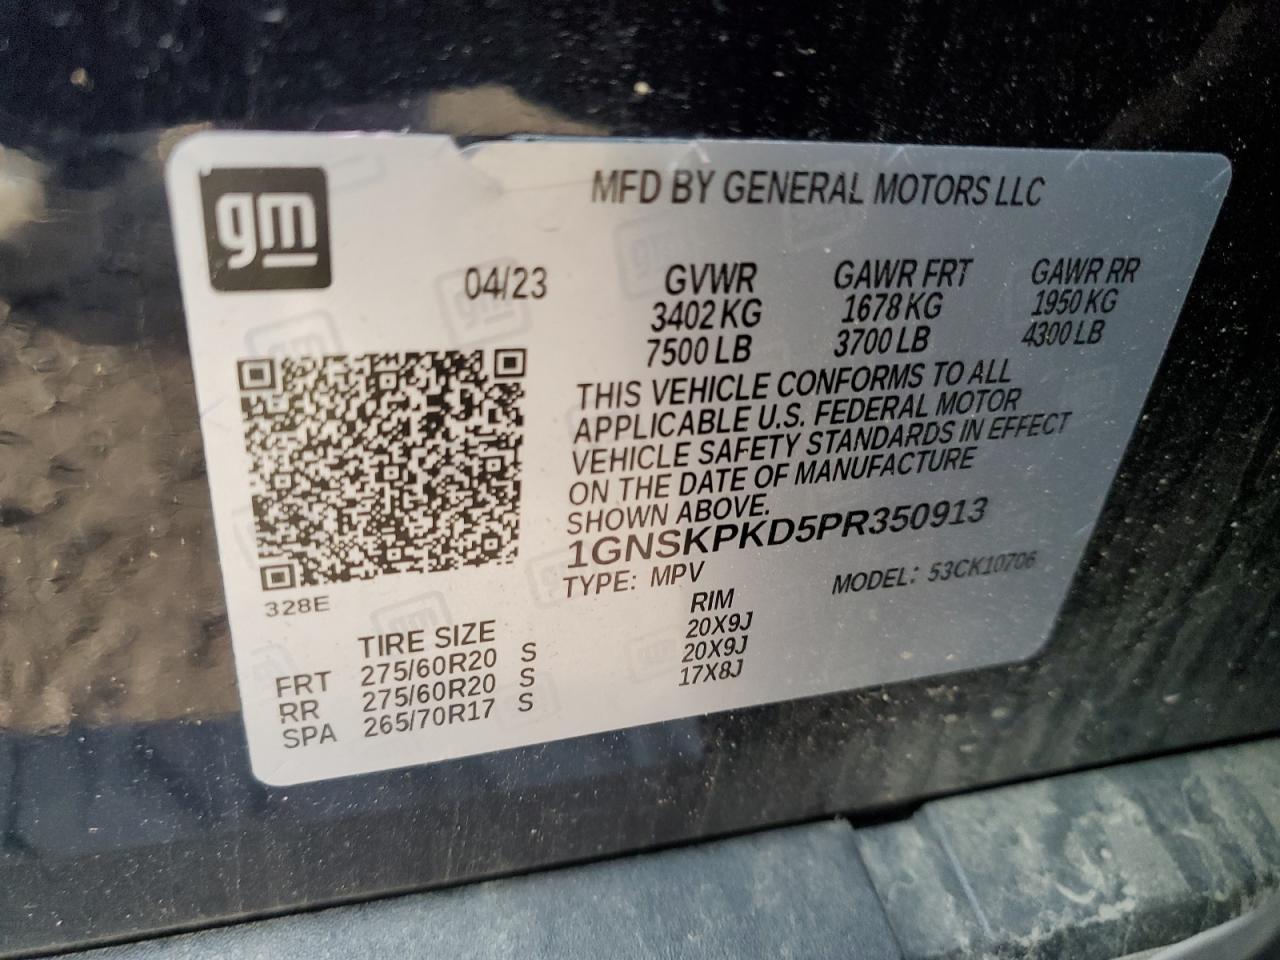 gm
MFD BY GENERAL MOTORS LLC
04/23 GVWR GAWR FRT GAWR RR
3402 KG 1678 KG 1950 KG
7500 LB 3700 LB 4300 LB
THIS VEHICLE CONFORMS TO ALL
APPLICABLE U.S. FEDERAL MOTOR
VEHICLE SAFETY STANDARDS IN EFFECT
ON THE DATE OF MANUFACTURE
SHOWN ABOVE.
1GNSKPKD5PR350913
TYPE: MPV MODEL: 53CK10706
328E
TIRE SIZE RIM
FRT 275/60R20 S 20X9J
RR 275/60R20 S 20X9J
SPA 265/70R17 S 17X8J